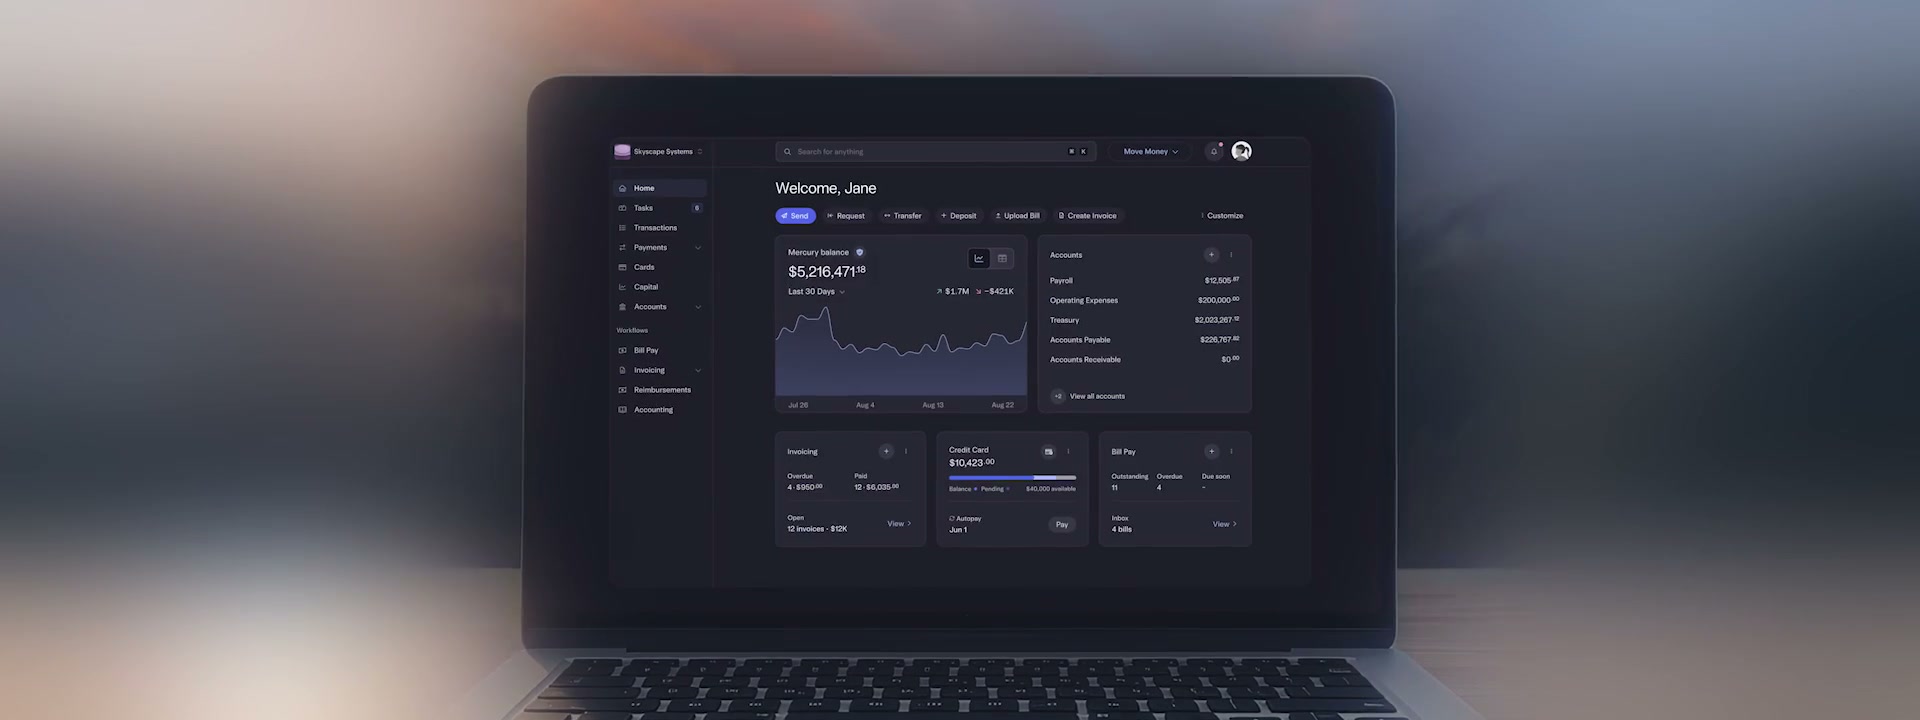 Skyscape Systems
Search for anything
⌘ K
Move Money
Home
Tasks 6
Transactions
Payments
Cards
Capital
Accounts
Workflows
Bill Pay
Invoicing
Reimbursements
Accounting
Welcome, Jane
Send Request Transfer Deposit Upload Bill Create Invoice Customize
Mercury balance
$5,216,471.18
Last 30 Days $1.7M −$421K
Jul 26 Aug 4 Aug 13 Aug 22
Accounts
Payroll $12,505.87
Operating Expenses $200,000.00
Treasury $2,023,267.12
Accounts Payable $226,767.82
Accounts Receivable $0.00
+2 View all accounts
Invoicing
Overdue Paid
4 · $950.00 12 · $6,035.00
Open
12 invoices · $12K View
Credit Card
$10,423.00
Balance Pending $40,000 available
Autopay
Jun 1 Pay
Bill Pay
Outstanding Overdue Due soon
11 4 -
Inbox
4 bills View